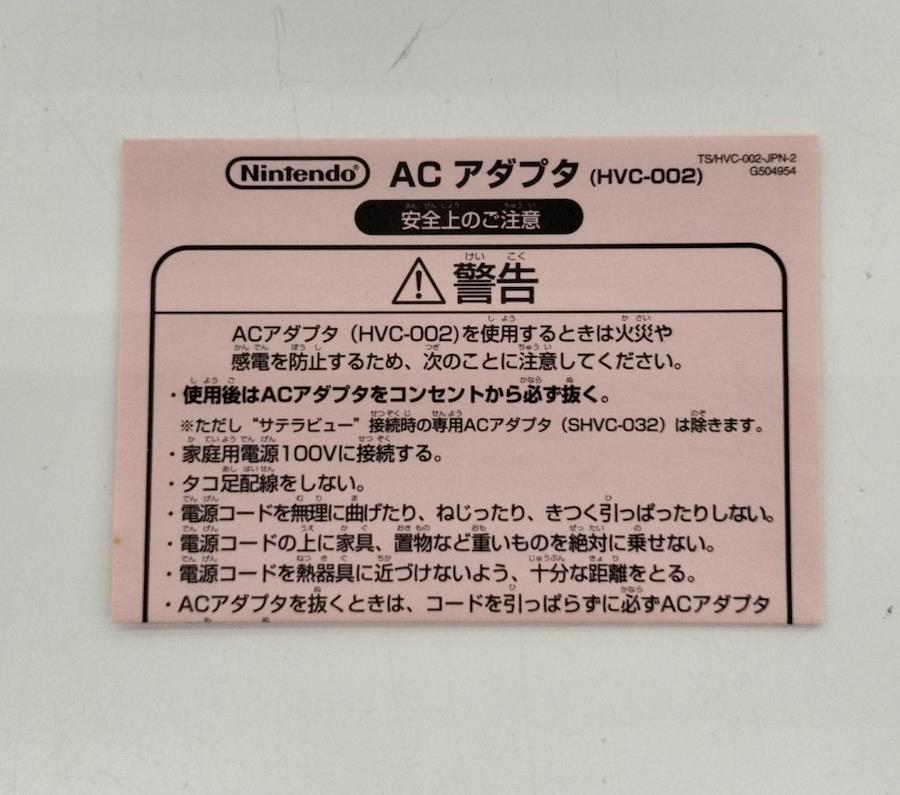 Nintendo® AC アダプタ (HVC-002)
TS/HVC-002-JPN-2
G504954
安全上のご注意
警告
ACアダプタ (HVC-002)を使用するときは火災や
感電を防止するため、次のことに注意してください。
・使用後はACアダプタをコンセントから必ず抜く。
※ただし“サテラビュー”接続時の専用ACアダプタ (SHVC-032) は除きます。
・家庭用電源100Vに接続する。
・タコ足配線をしない。
・電源コードを無理に曲げたり、ねじったり、きつく引っぱったりしない。
・電源コードの上に家具、置物など重いものを絶対に乗せない。
・電源コードを熱器具に近づけないよう、十分な距離をとる。
・ACアダプタを抜くときは、コードを引っぱらずに必ずACアダプタ